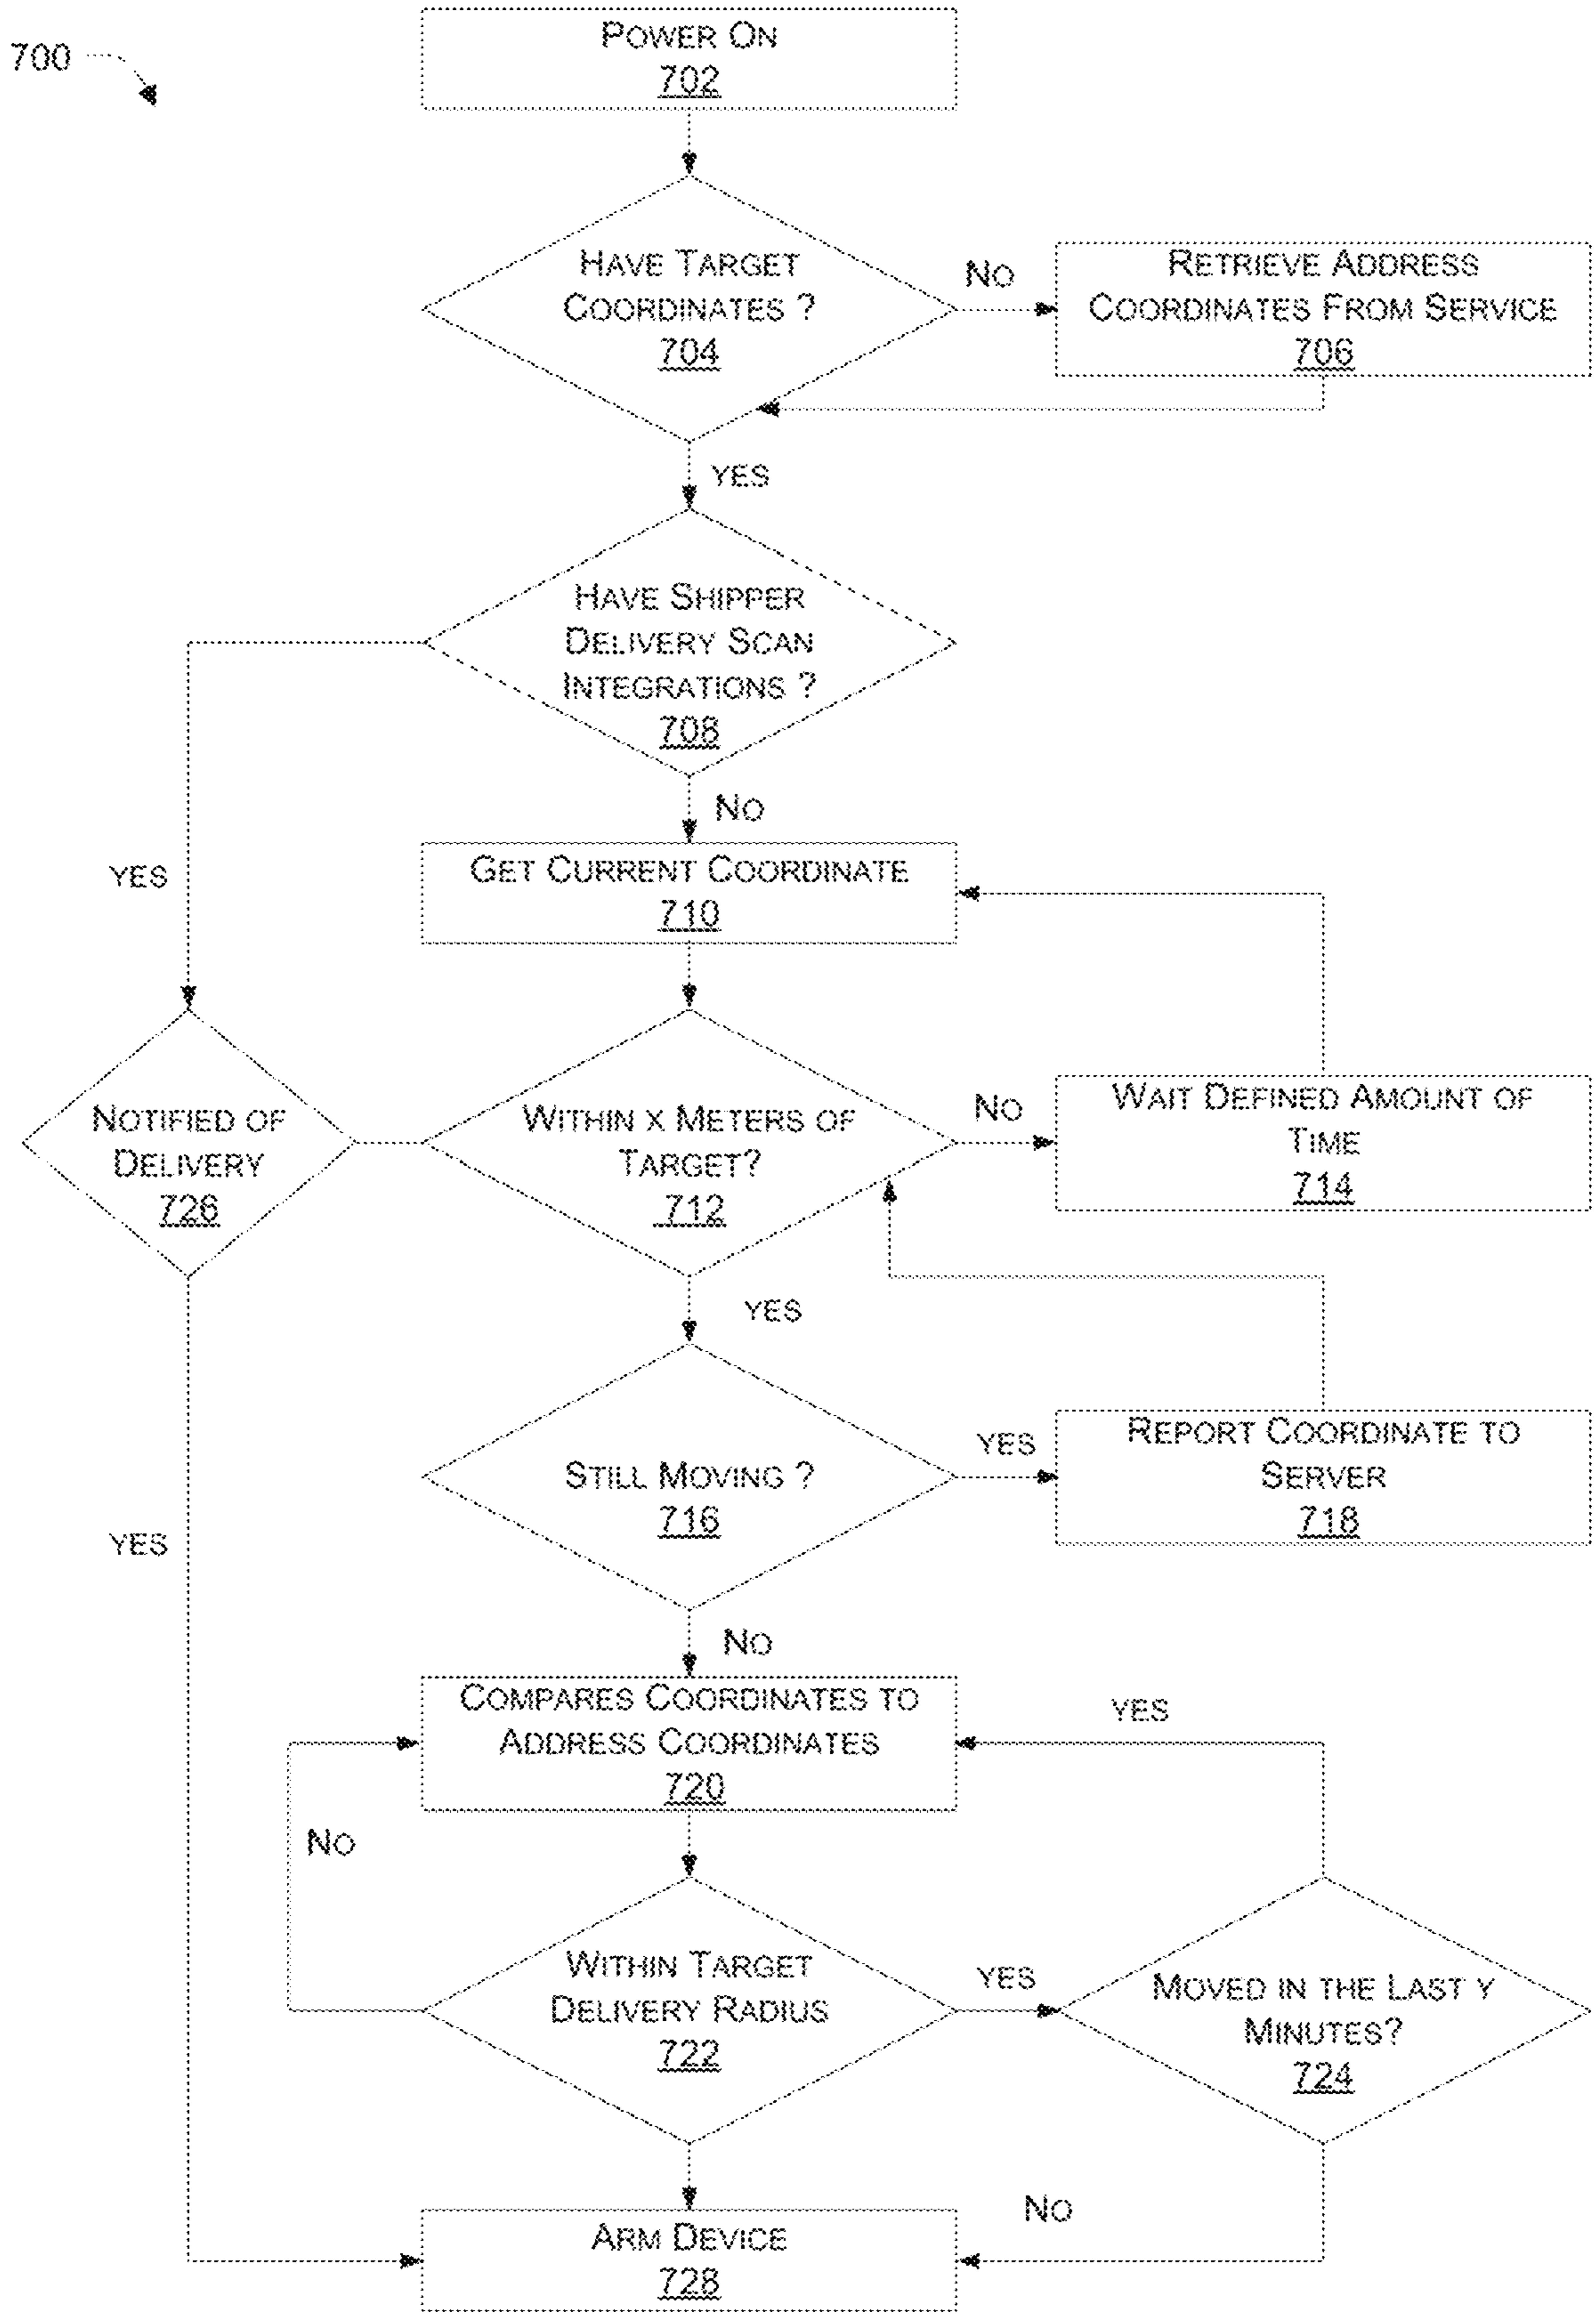 700
POWER ON
702
HAVE TARGET
COORDINATES ?
704
NO
RETRIEVE ADDRESS
COORDINATES FROM SERVICE
706
YES
HAVE SHIPPER
DELIVERY SCAN
INTEGRATIONS ?
708
NO
YES
GET CURRENT COORDINATE
710
NOTIFIED OF
DELIVERY
726
WITHIN X METERS OF
TARGET?
712
NO
WAIT DEFINED AMOUNT OF
TIME
714
YES
STILL MOVING ?
716
YES
REPORT COORDINATE TO
SERVER
718
YES
NO
COMPARES COORDINATES TO
ADDRESS COORDINATES
720
YES
NO
WITHIN TARGET
DELIVERY RADIUS
722
YES
MOVED IN THE LAST Y
MINUTES?
724
NO
ARM DEVICE
728